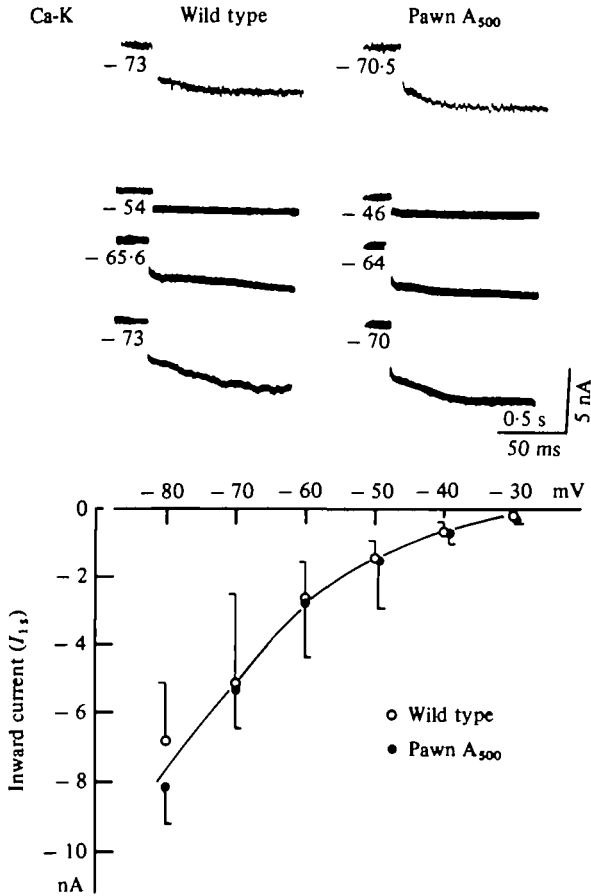 Ca-K Wild type Pawn A500
− 73 − 70·5
− 54 − 46
− 65·6 − 64
− 73 − 70
5 nA
0·5 s
50 ms
− 80 − 70 − 60 − 50 − 40 − 30 mV
0
− 2
− 4
− 6
− 8
− 10
nA
Inward current (I1 s)
Wild type
Pawn A500